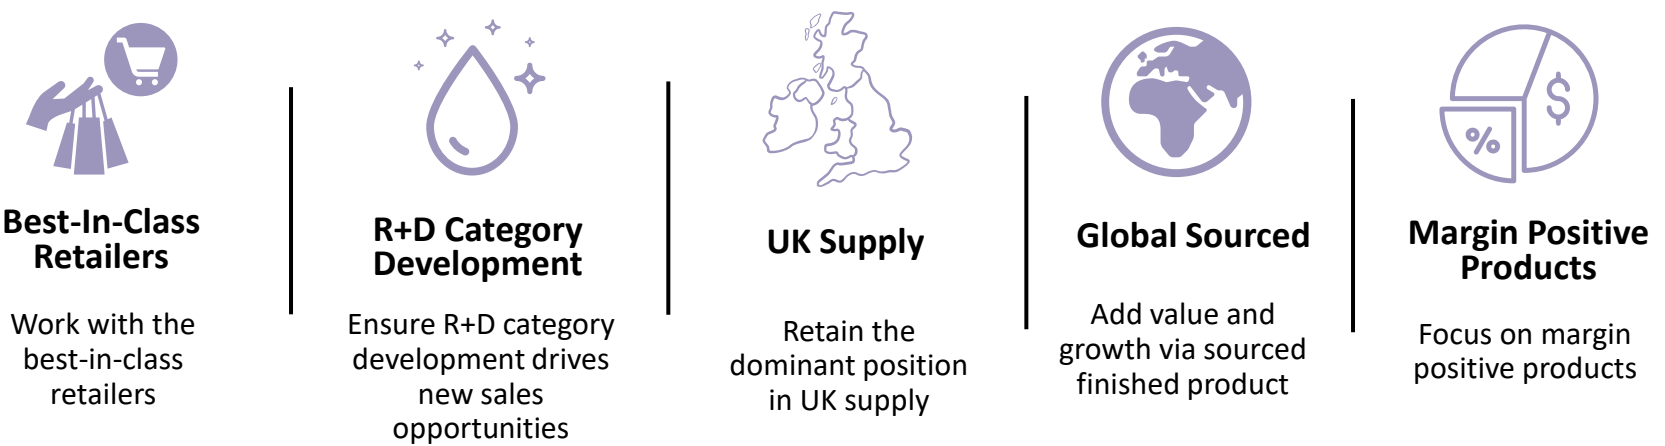 Best-In-Class
Retailers
Work with the
best-in-class
retailers
R+D Category
Development
Ensure R+D category
development drives
new sales
opportunities
UK Supply
Retain the
dominant position
in UK supply
Global Sourced
Add value and
growth via sourced
finished product
$
%
Margin Positive
Products
Focus on margin
positive products